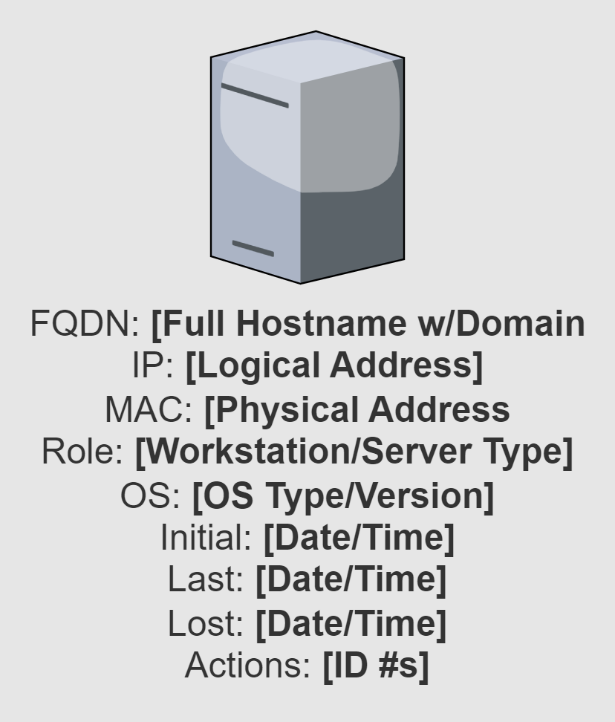 FQDN: [Full Hostname w/Domain
IP: [Logical Address]
MAC: [Physical Address
Role: [Workstation/Server Type]
OS: [OS Type/Version]
Initial: [Date/Time]
Last: [Date/Time]
Lost: [Date/Time]
Actions: [ID #s]